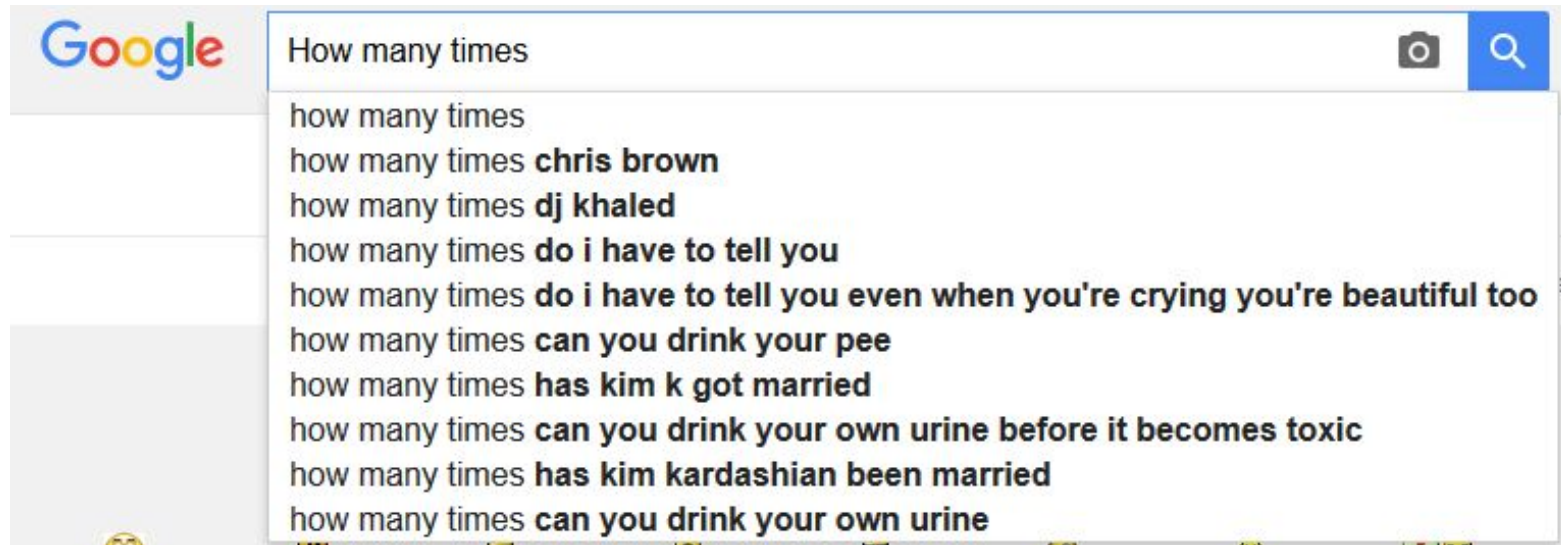 Google How many times
how many times
how many times chris brown
how many times dj khaled
how many times do i have to tell you
how many times do i have to tell you even when you're crying you're beautiful too
how many times can you drink your pee
how many times has kim k got married
how many times can you drink your own urine before it becomes toxic
how many times has kim kardashian been married
how many times can you drink your own urine